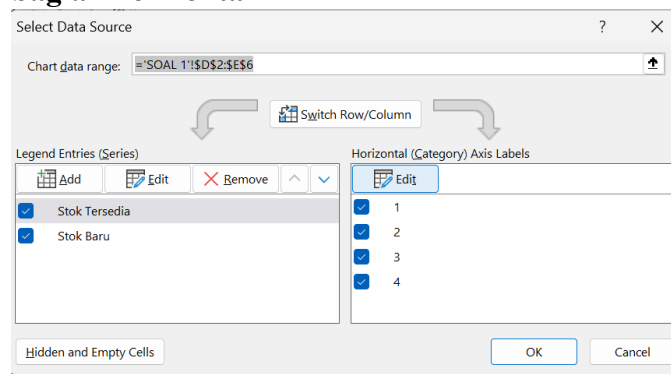 Select Data Source ? X
Chart data range: ='SOAL 1'!$D$2:$E$6
Switch Row/Column
Legend Entries (Series)
Horizontal (Category) Axis Labels
Add Edit Remove
Edit
Stok Tersedia
Stok Baru
1
2
3
4
Hidden and Empty Cells
OK Cancel